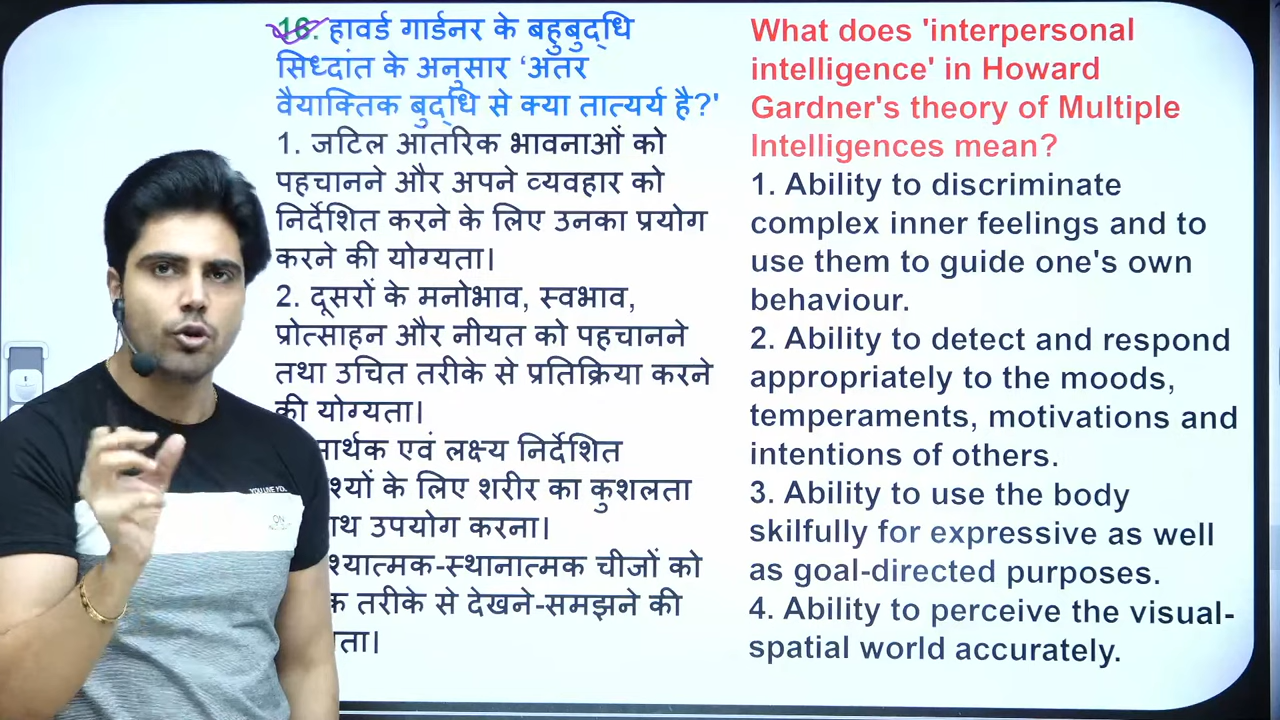 16. हावर्ड गार्डनर के बहुबुद्धि
सिध्दांत के अनुसार ‘अंतर
वैयाक्तिक बुद्धि से क्या तात्यर्य है?'
1. जटिल आंतरिक भावनाओं को
पहचानने और अपने व्यवहार को
निर्देशित करने के लिए उनका प्रयोग
करने की योग्यता।
2. दूसरों के मनोभाव, स्वभाव,
प्रोत्साहन और नीयत को पहचानने
तथा उचित तरीके से प्रतिक्रिया करने
की योग्यता।
एवं लक्ष्य निर्देशित
के लिए शरीर का कुशलता
उपयोग करना।
चीजों को
तरीके से देखने-समझने की
What does 'interpersonal
intelligence' in Howard
Gardner's theory of Multiple
Intelligences mean?
1. Ability to discriminate
complex inner feelings and to
use them to guide one's own
behaviour.
2. Ability to detect and respond
appropriately to the moods,
temperaments, motivations and
intentions of others.
3. Ability to use the body
skilfully for expressive as well
as goal-directed purposes.
4. Ability to perceive the visual-
spatial world accurately.